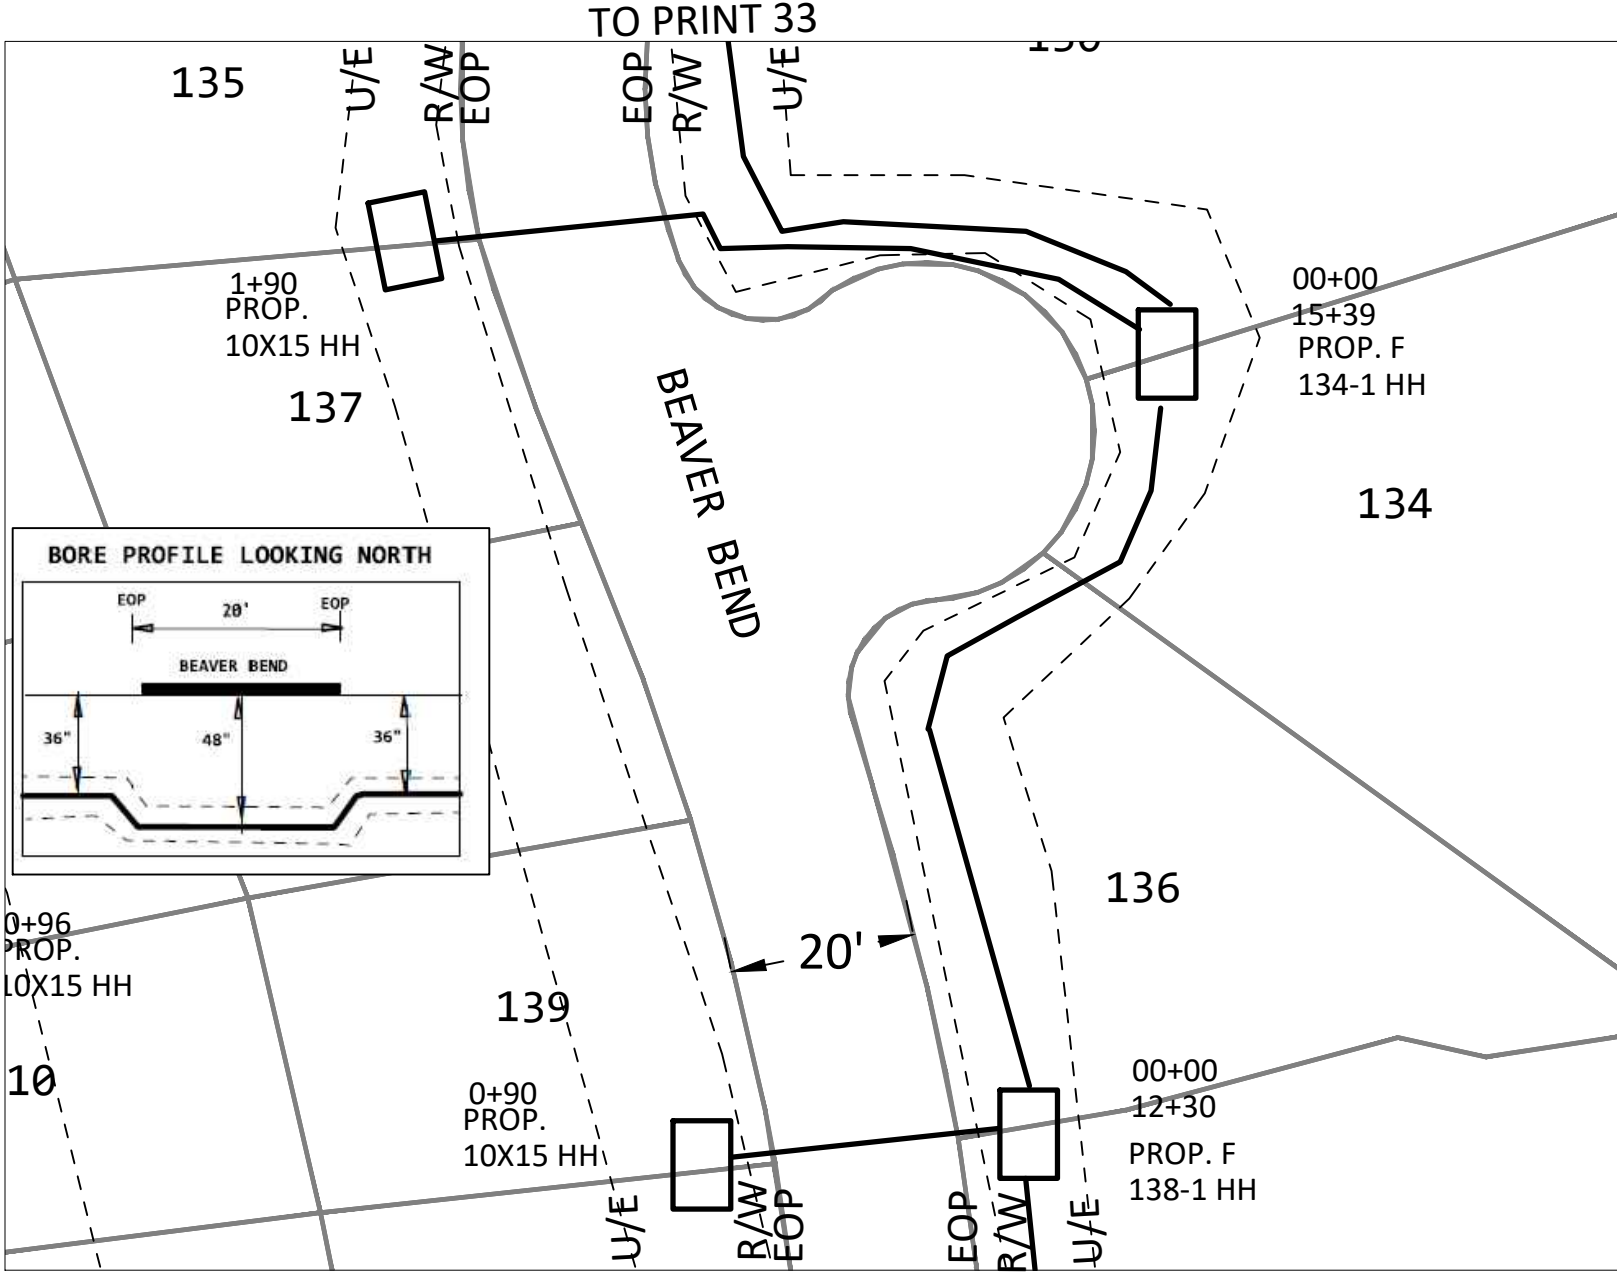 TO PRINT 33
135
U/E
R/W
EOP
EOP
R/W
U/E
1+90
PROP.
10X15 HH
137
00+00
15+39
PROP. F
134-1 HH
BEAVER BEND
134
BORE PROFILE LOOKING NORTH
EOP
20'
EOP
BEAVER BEND
36"
48"
36"
136
0+96
PROP.
10X15 HH
20'
139
10
0+90
PROP.
10X15 HH
00+00
12+30
PROP. F
138-1 HH
U/E
R/W
EOP
EOP
R/W
U/E